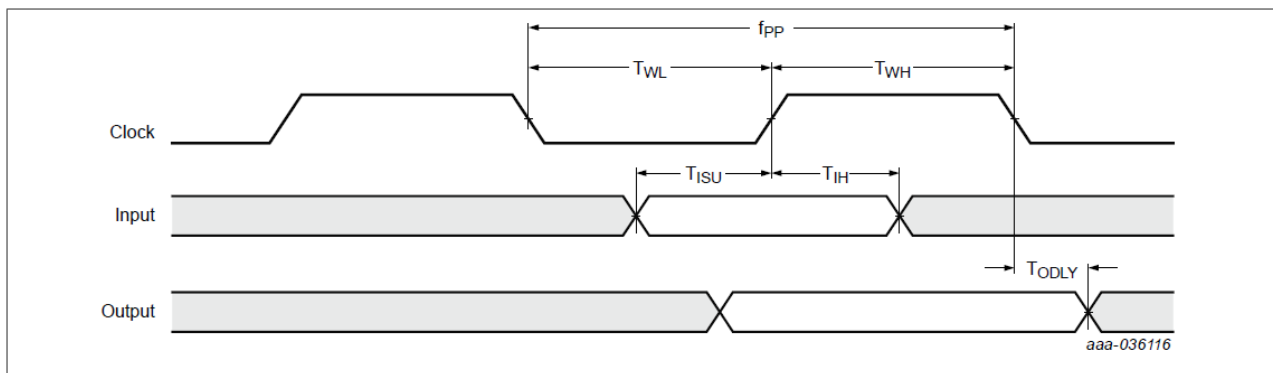 fPP
TWL
TWH
Clock
TISU
TIH
Input
TODLY
Output
aaa-036116